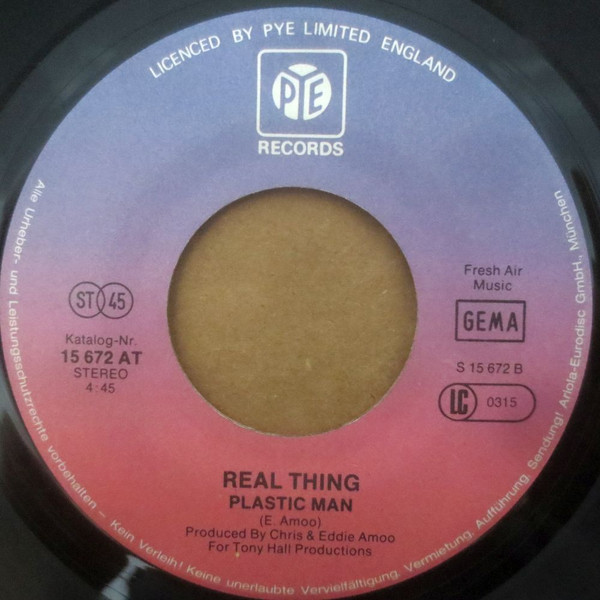 LICENCED BY PYE LIMITED ENGLAND
PYE
RECORDS
Fresh Air
Music
GEMA
S 15 672 B
LC 0315
ST 45
Katalog-Nr.
15 672 AT
STEREO
4:45
REAL THING
PLASTIC MAN
(E. Amoo)
Produced By Chris & Eddie Amoo
For Tony Hall Productions
Alle Urheber- und Leistungsschutzrechte vorbehalten – Kein Verleih! Keine unerlaubte Vervielfältigung, Vermietung, Aufführung, Sendung! Ariola-Eurodisc GmbH., München